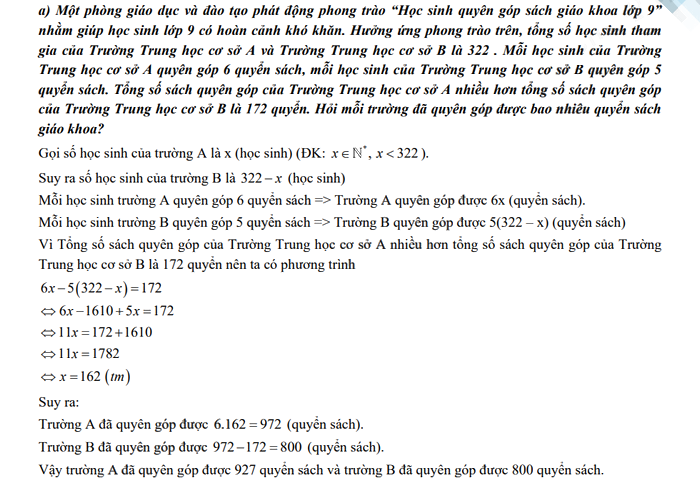 a) Một phòng giáo dục và đào tạo phát động phong trào “Học sinh quyên góp sách giáo khoa lớp 9”
nhằm giúp học sinh lớp 9 có hoàn cảnh khó khăn. Hưởng ứng phong trào trên, tổng số học sinh tham
gia của Trường Trung học cơ sở A và Trường Trung học cơ sở B là 322 . Mỗi học sinh của Trường
Trung học cơ sở A quyên góp 6 quyển sách, mỗi học sinh của Trường Trung học cơ sở B quyên góp 5
quyển sách. Tổng số sách quyên góp của Trường Trung học cơ sở A nhiều hơn tổng số sách quyên góp
của Trường Trung học cơ sở B là 172 quyển. Hỏi mỗi trường đã quyên góp được bao nhiêu quyển sách
giáo khoa?
Gọi số học sinh của trường A là x (học sinh) (ĐK: x ∈ ℕ*, x < 322 ).
Suy ra số học sinh của trường B là 322 − x (học sinh)
Mỗi học sinh trường A quyên góp 6 quyển sách => Trường A quyên góp được 6x (quyển sách).
Mỗi học sinh trường B quyên góp 5 quyển sách => Trường B quyên góp được 5(322 – x) (quyển sách)
Vì Tổng số sách quyên góp của Trường Trung học cơ sở A nhiều hơn tổng số sách quyên góp của Trường
Trung học cơ sở B là 172 quyển nên ta có phương trình
6x − 5(322 − x) = 172
⇔ 6x − 1610 + 5x = 172
⇔ 11x = 172 + 1610
⇔ 11x = 1782
⇔ x = 162 (tm)
Suy ra:
Trường A đã quyên góp được 6.162 = 972 (quyển sách).
Trường B đã quyên góp được 972 − 172 = 800 (quyển sách).
Vậy trường A đã quyên góp được 927 quyển sách và trường B đã quyên góp được 800 quyển sách.